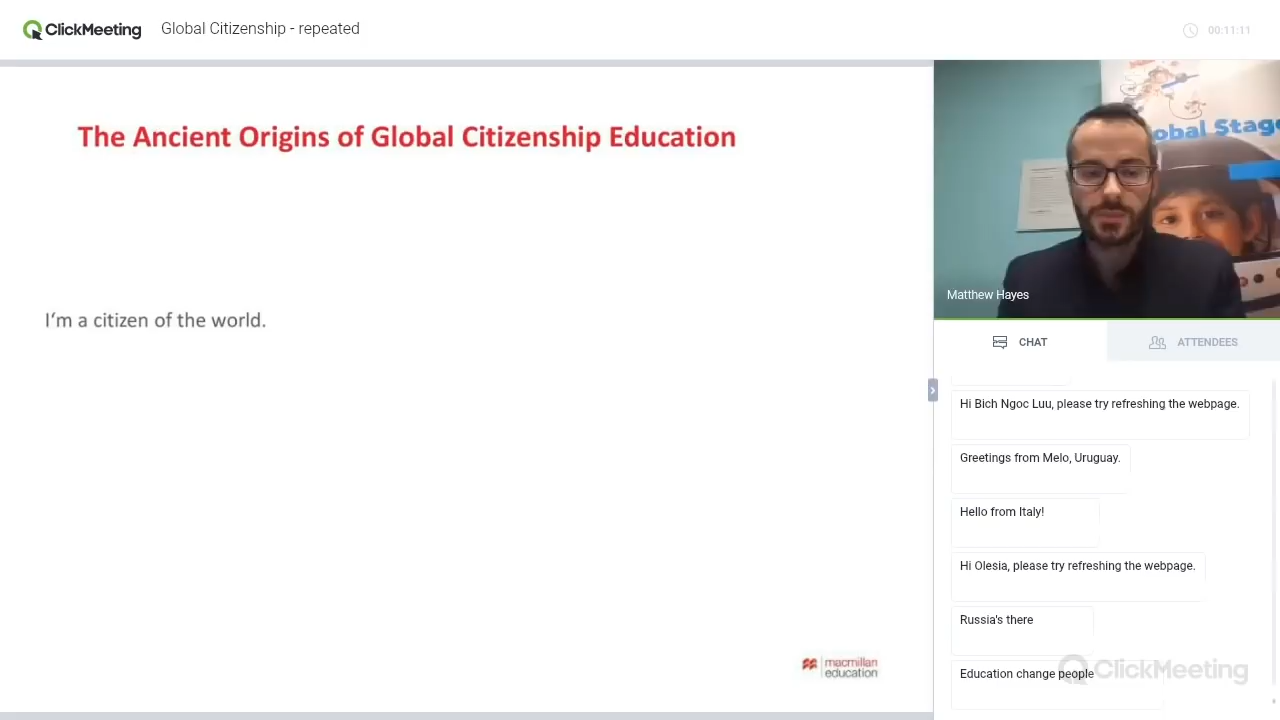 ClickMeeting
Global Citizenship - repeated
00:11:11
The Ancient Origins of Global Citizenship Education
I'm a citizen of the world.
macmillan
education
obal Stage
Matthew Hayes
CHAT
ATTENDEES
Hi Bich Ngoc Luu, please try refreshing the webpage.
Greetings from Melo, Uruguay.
Hello from Italy!
Hi Olesia, please try refreshing the webpage.
Russia's there
Education change people
ClickMeeting